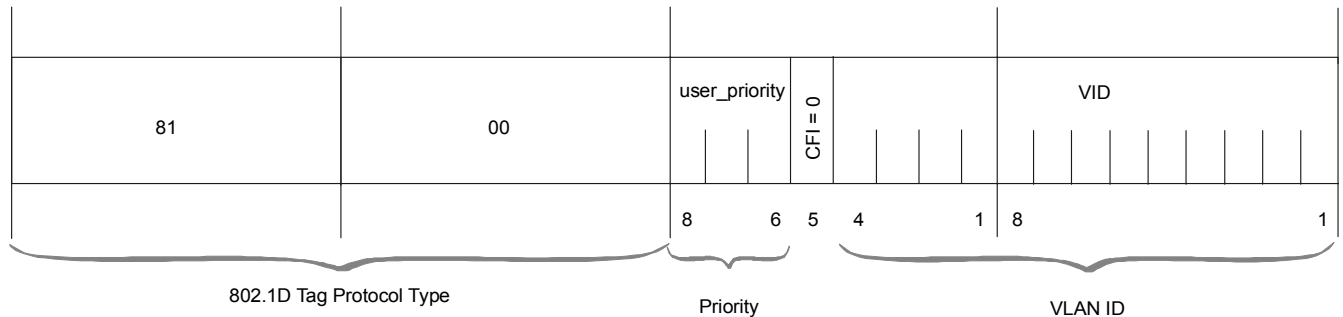 user_priority
CFI = 0
VID
81
00
8 6 5 4 1 8 1
802.1D Tag Protocol Type
Priority
VLAN ID